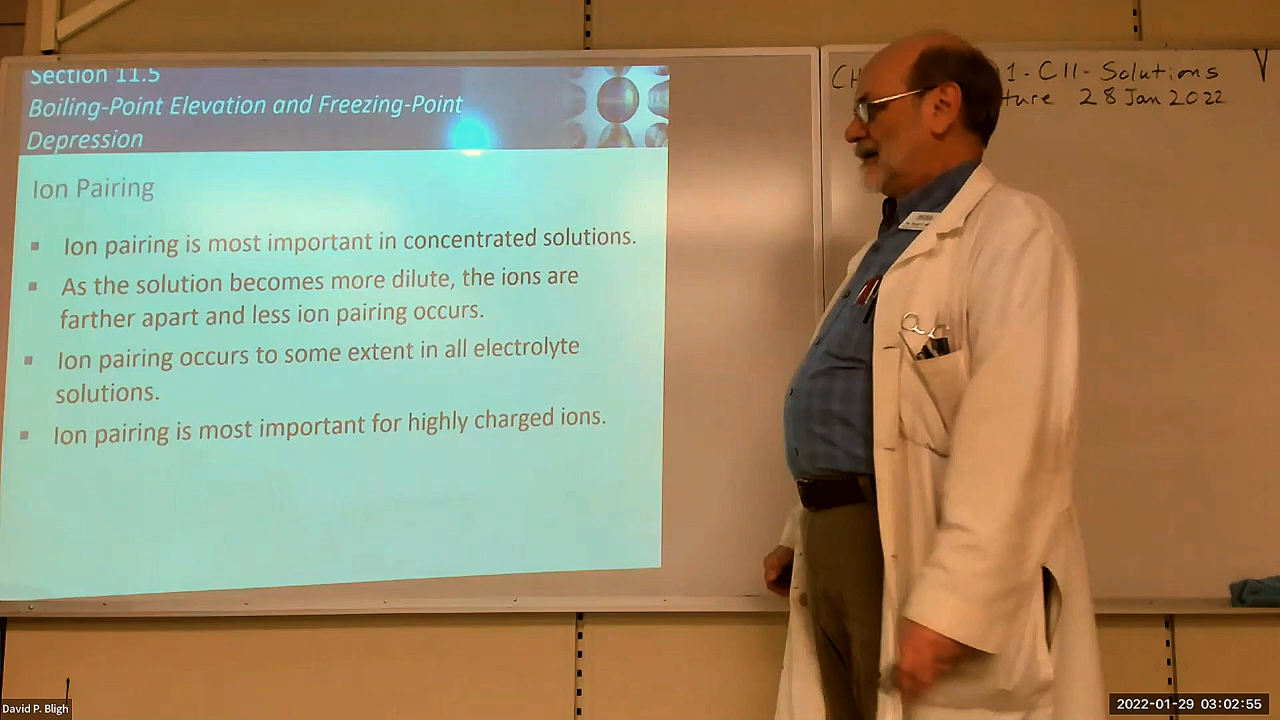 Section 11.5
Boiling-Point Elevation and Freezing-Point
Depression
Ion Pairing
▪ Ion pairing is most important in concentrated solutions.
▪ As the solution becomes more dilute, the ions are
farther apart and less ion pairing occurs.
▪ Ion pairing occurs to some extent in all electrolyte
solutions.
▪ Ion pairing is most important for highly charged ions.
CH 1 - C11 - Solutions
ture 28 Jan 2022
David P. Bligh
2022-01-29 03:02:55